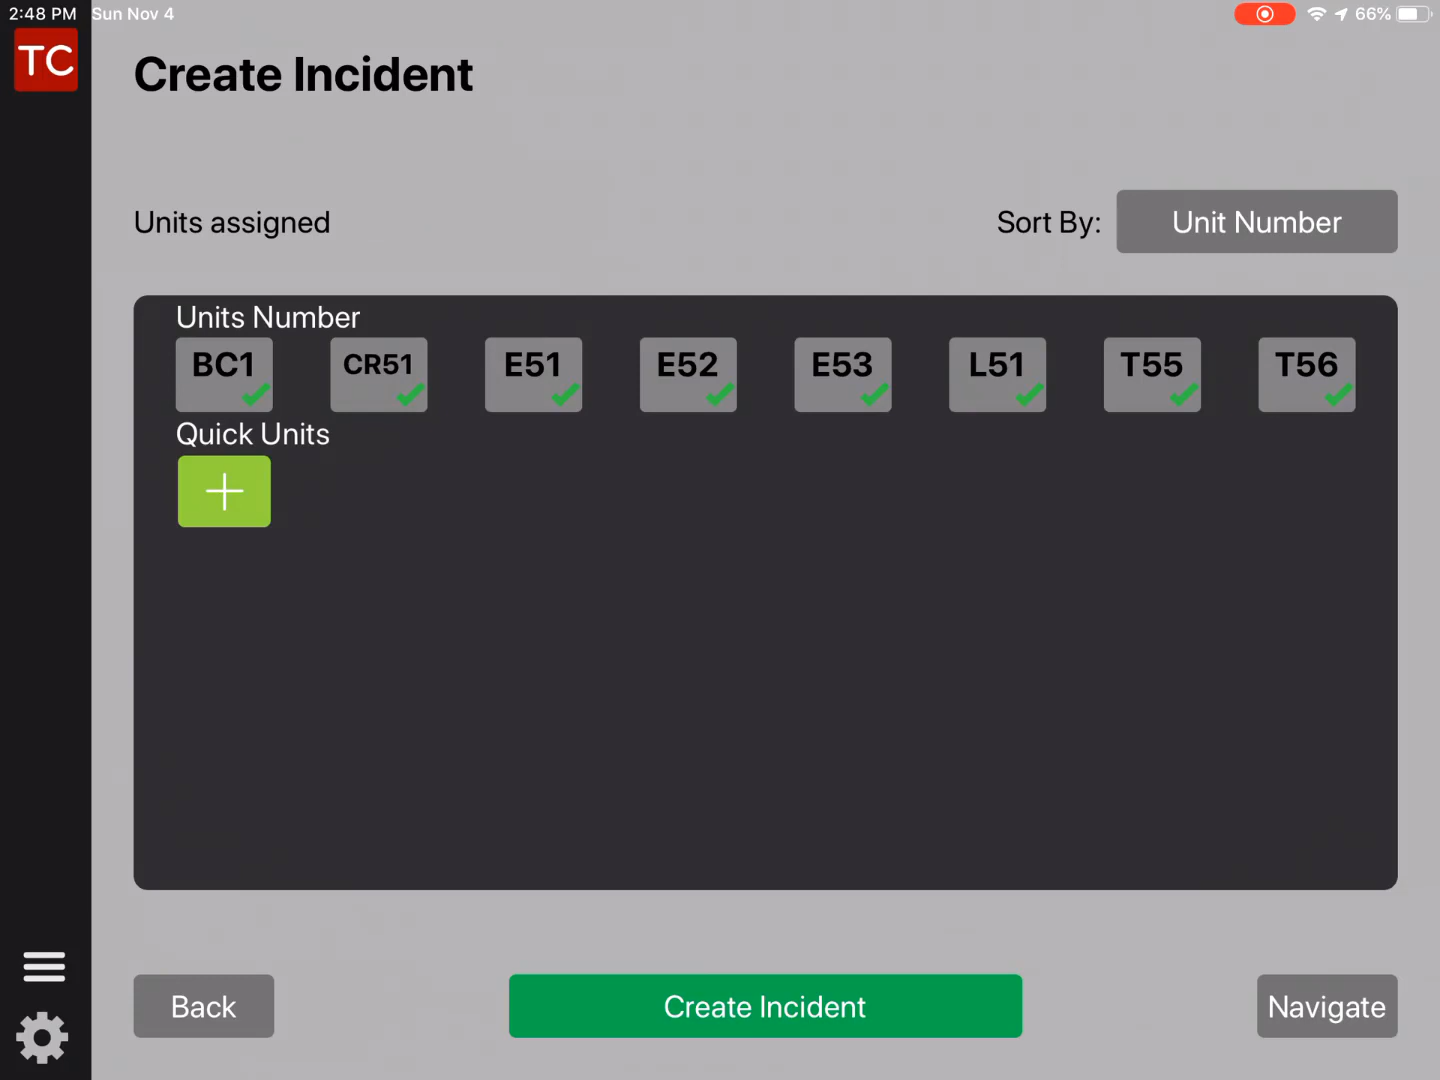 2:48 PM Sun Nov 4 66%
TC
Create Incident
Units assigned Sort By: Unit Number
Units Number
BC1 CR51 E51 E52 E53 L51 T55 T56
Quick Units
Back Create Incident Navigate